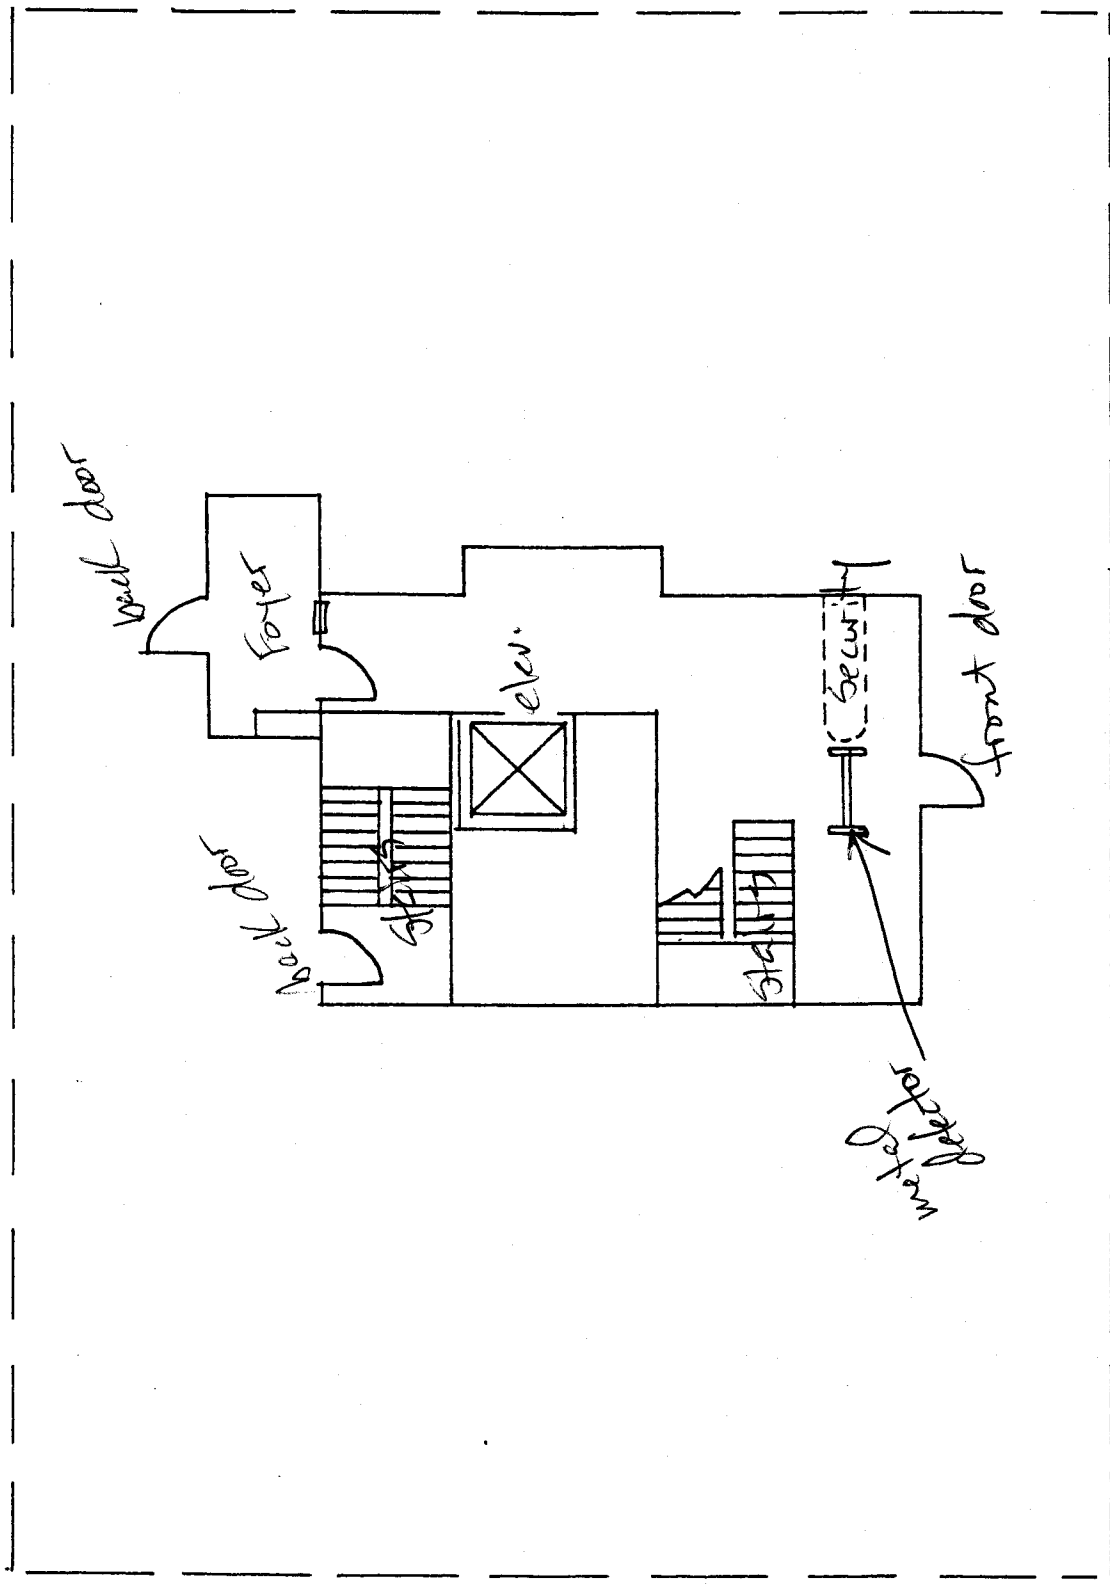 back door
Foyer
back door
stairs
elev.
stairs
Security
front door
metal
detector